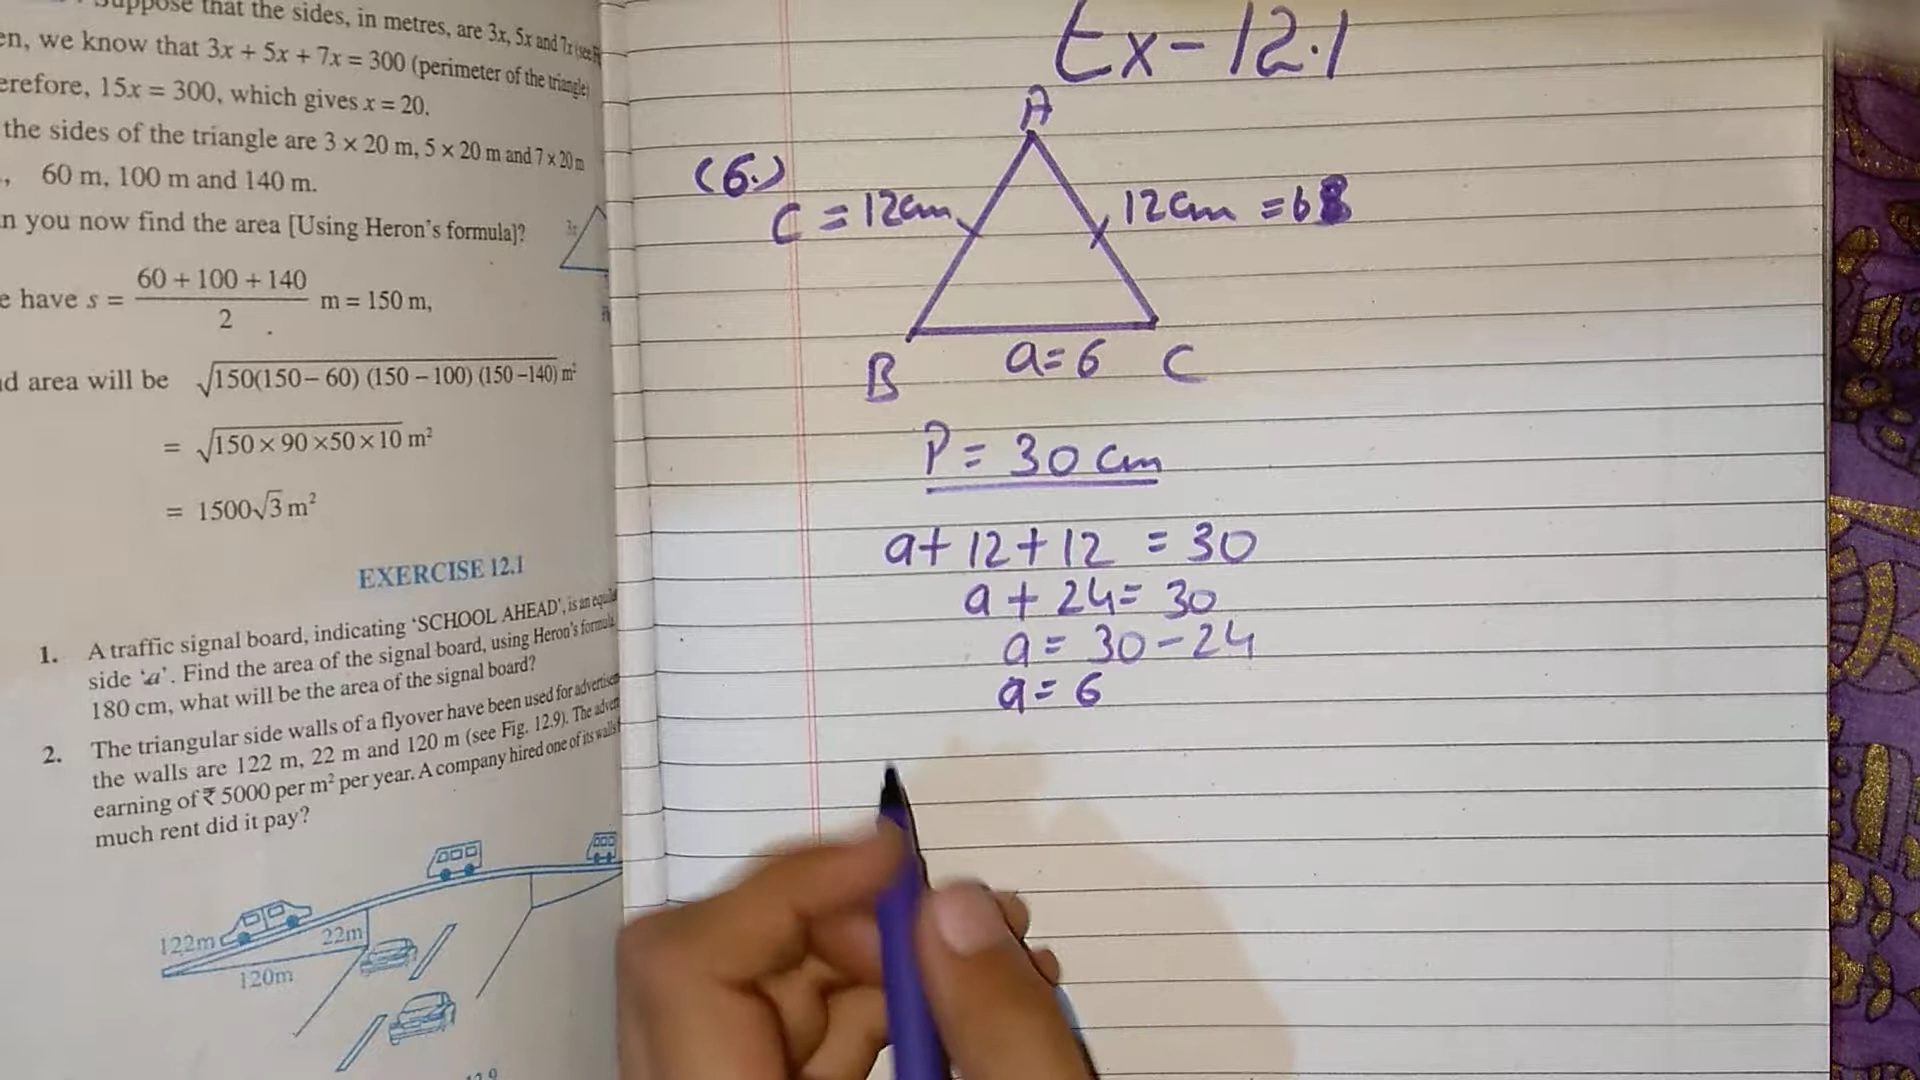 Suppose that the sides, in metres, are 3x, 5x and 7x (see
en, we know that 3x + 5x + 7x = 300 (perimeter of the triangle)
erefore, 15x = 300, which gives x = 20.
the sides of the triangle are 3 × 20 m, 5 × 20 m and 7 × 20 m
., 60 m, 100 m and 140 m.
n you now find the area [Using Heron's formula]?
e have s = (60 + 100 + 140)/2 m = 150 m,
d area will be √150(150 – 60) (150 – 100) (150 – 140) m²
= √150 × 90 × 50 × 10 m²
= 1500√3 m²
EXERCISE 12.1
1. A traffic signal board, indicating 'SCHOOL AHEAD', is an
side 'a'. Find the area of the signal board, using Heron's
180 cm, what will be the area of the signal board?
2. The triangular side walls of a flyover have been used for
the walls are 122 m, 22 m and 120 m (see Fig. 12.9). The
earning of ₹ 5000 per m² per year. A company hired one of its walls
much rent did it pay?
122m
22m
120m
Ex-12.1
A
(6.)
C = 12cm
12cm = b
B
a=6
C
P = 30 cm
a + 12 + 12 = 30
a + 24 = 30
a = 30 - 24
a = 6